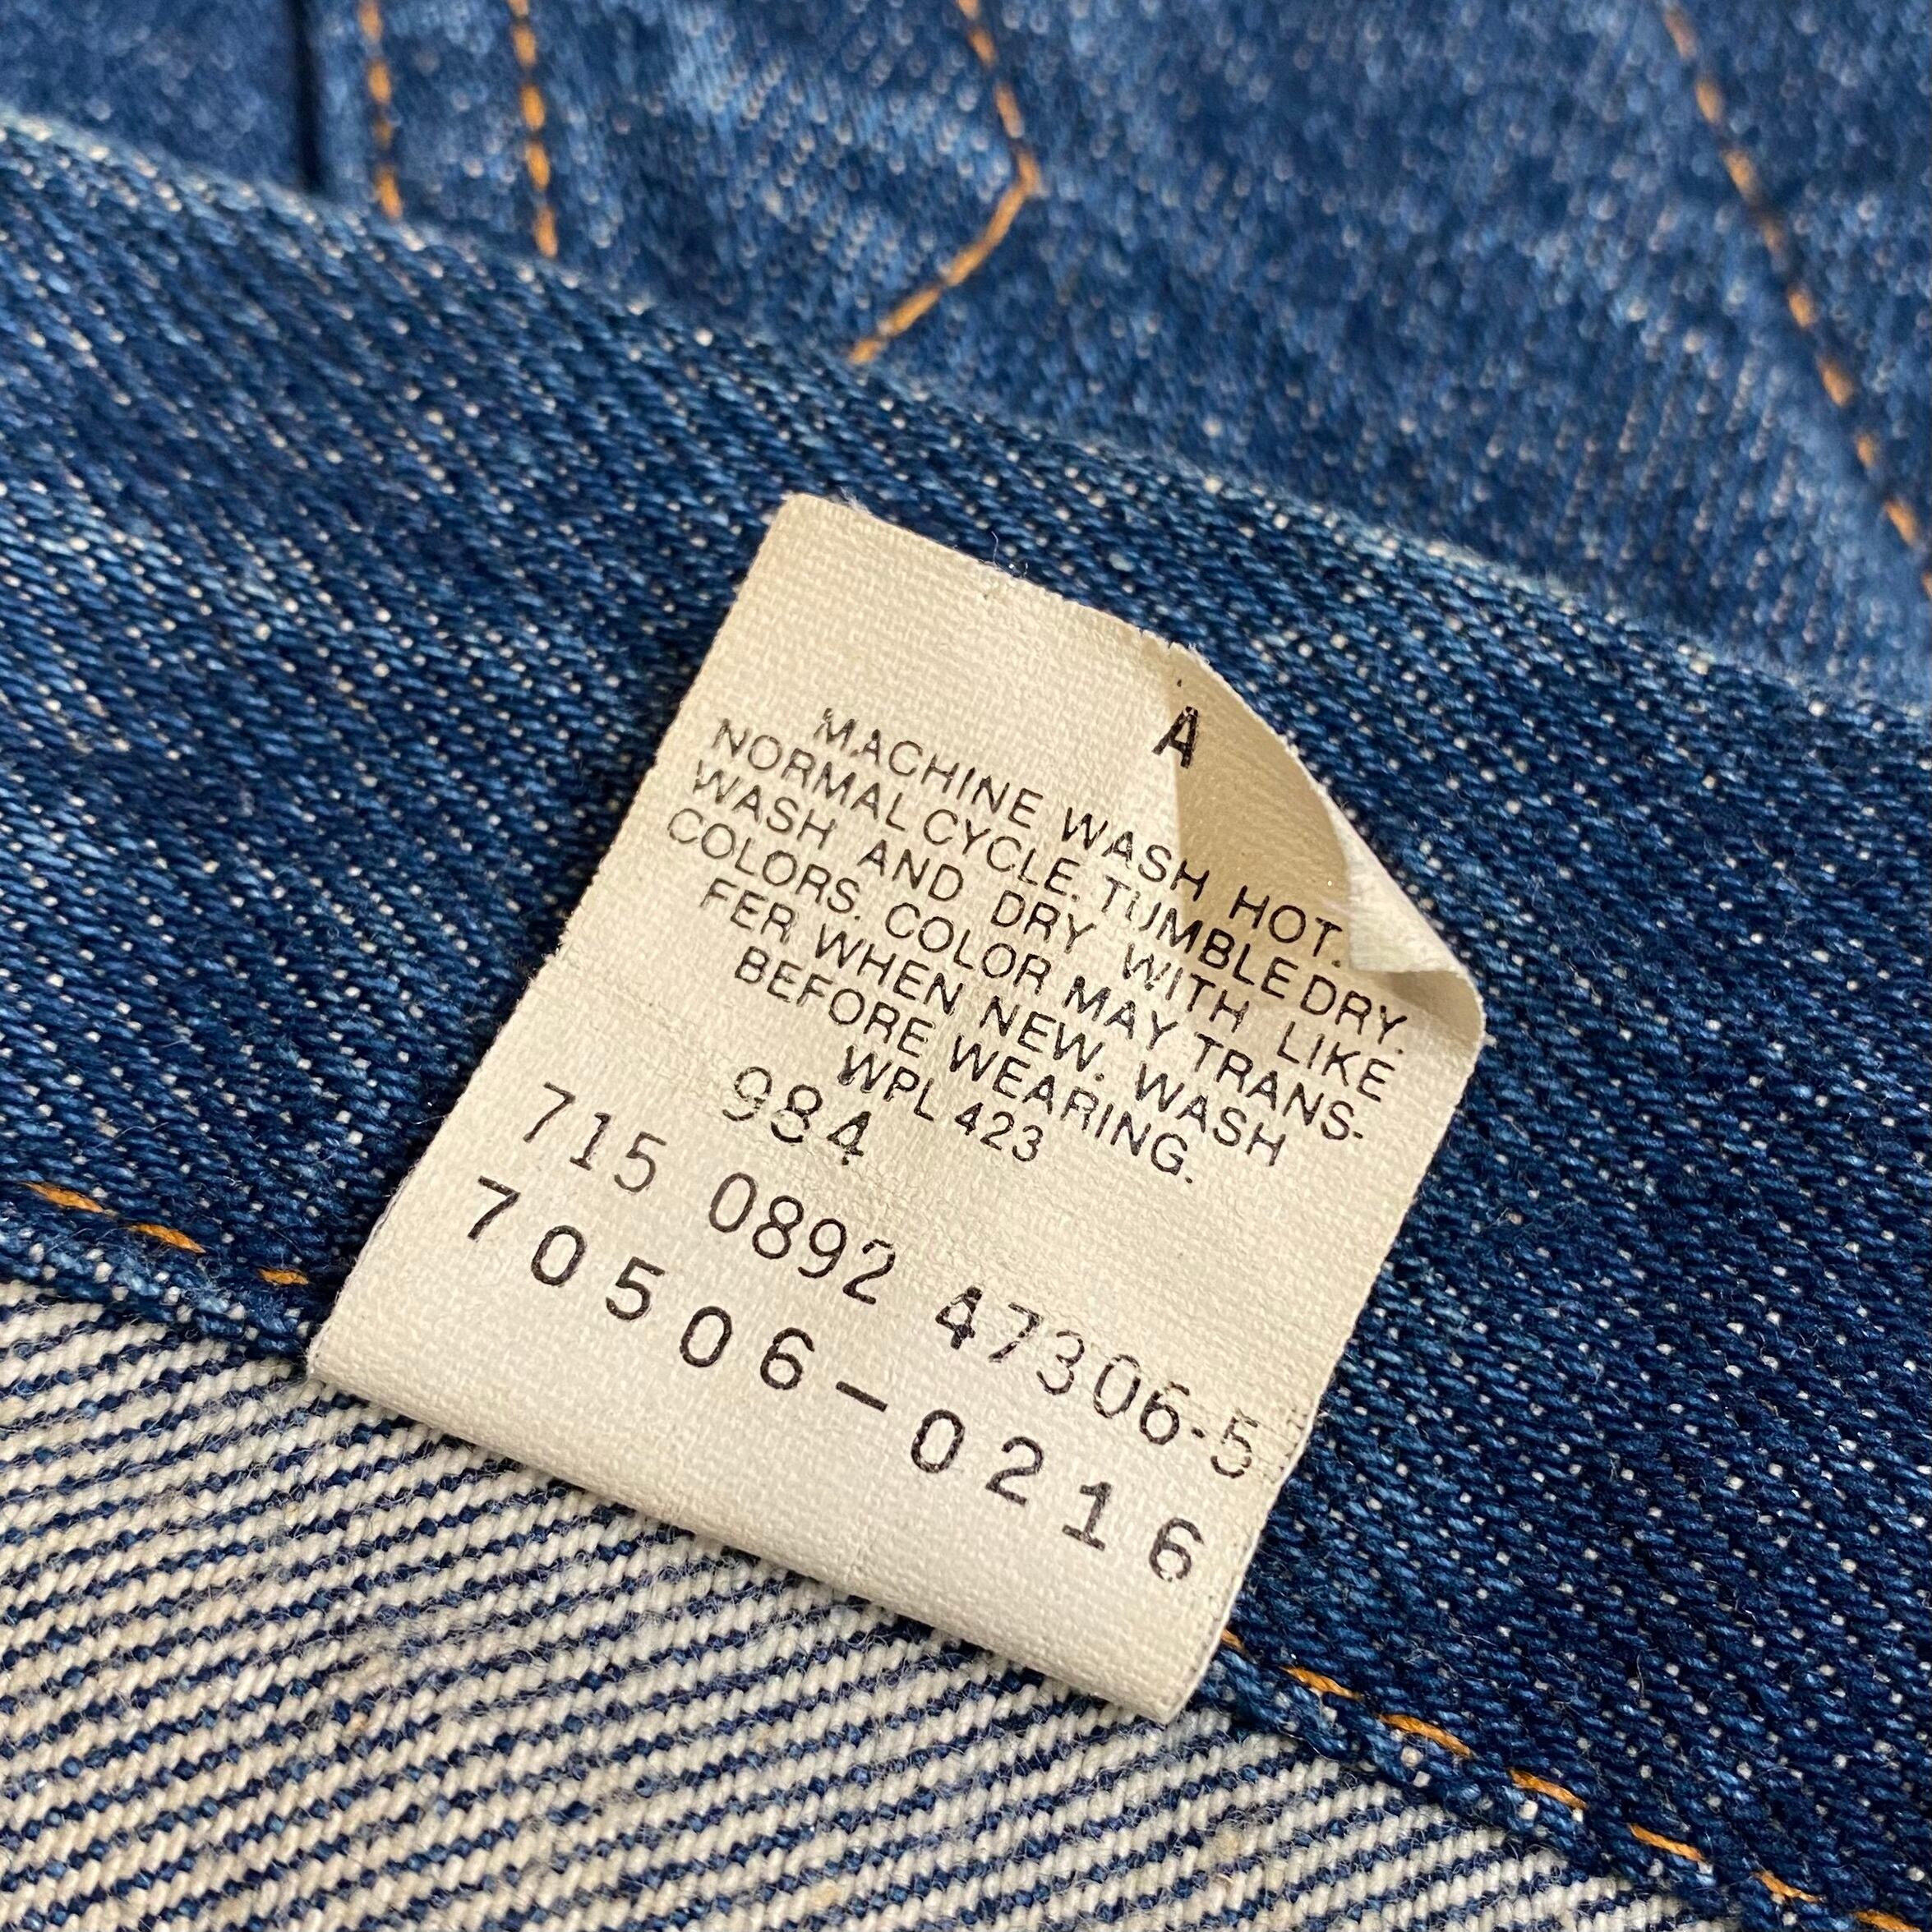 A
MACHINE WASH HOT.
NORMAL CYCLE. TUMBLE DRY.
WASH AND DRY WITH LIKE
COLORS. COLOR MAY TRANS-
FER WHEN NEW. WASH
BEFORE WEARING.
WPL 423
984
715 0892 47306-5
70506-0216